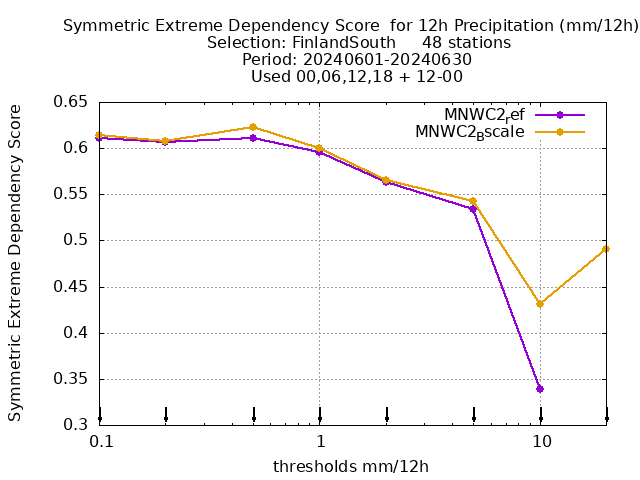 Symmetric Extreme Dependency Score  for 12h Precipitation (mm/12h)
Selection: FinlandSouth     48 stations
Period: 20240601-20240630
Used 00,06,12,18 + 12-00
Symmetric Extreme Dependency Score
0.65
0.6
0.55
0.5
0.45
0.4
0.35
0.3
MNWC2ref
MNWC2Bscale
0.1
1
10
thresholds mm/12h